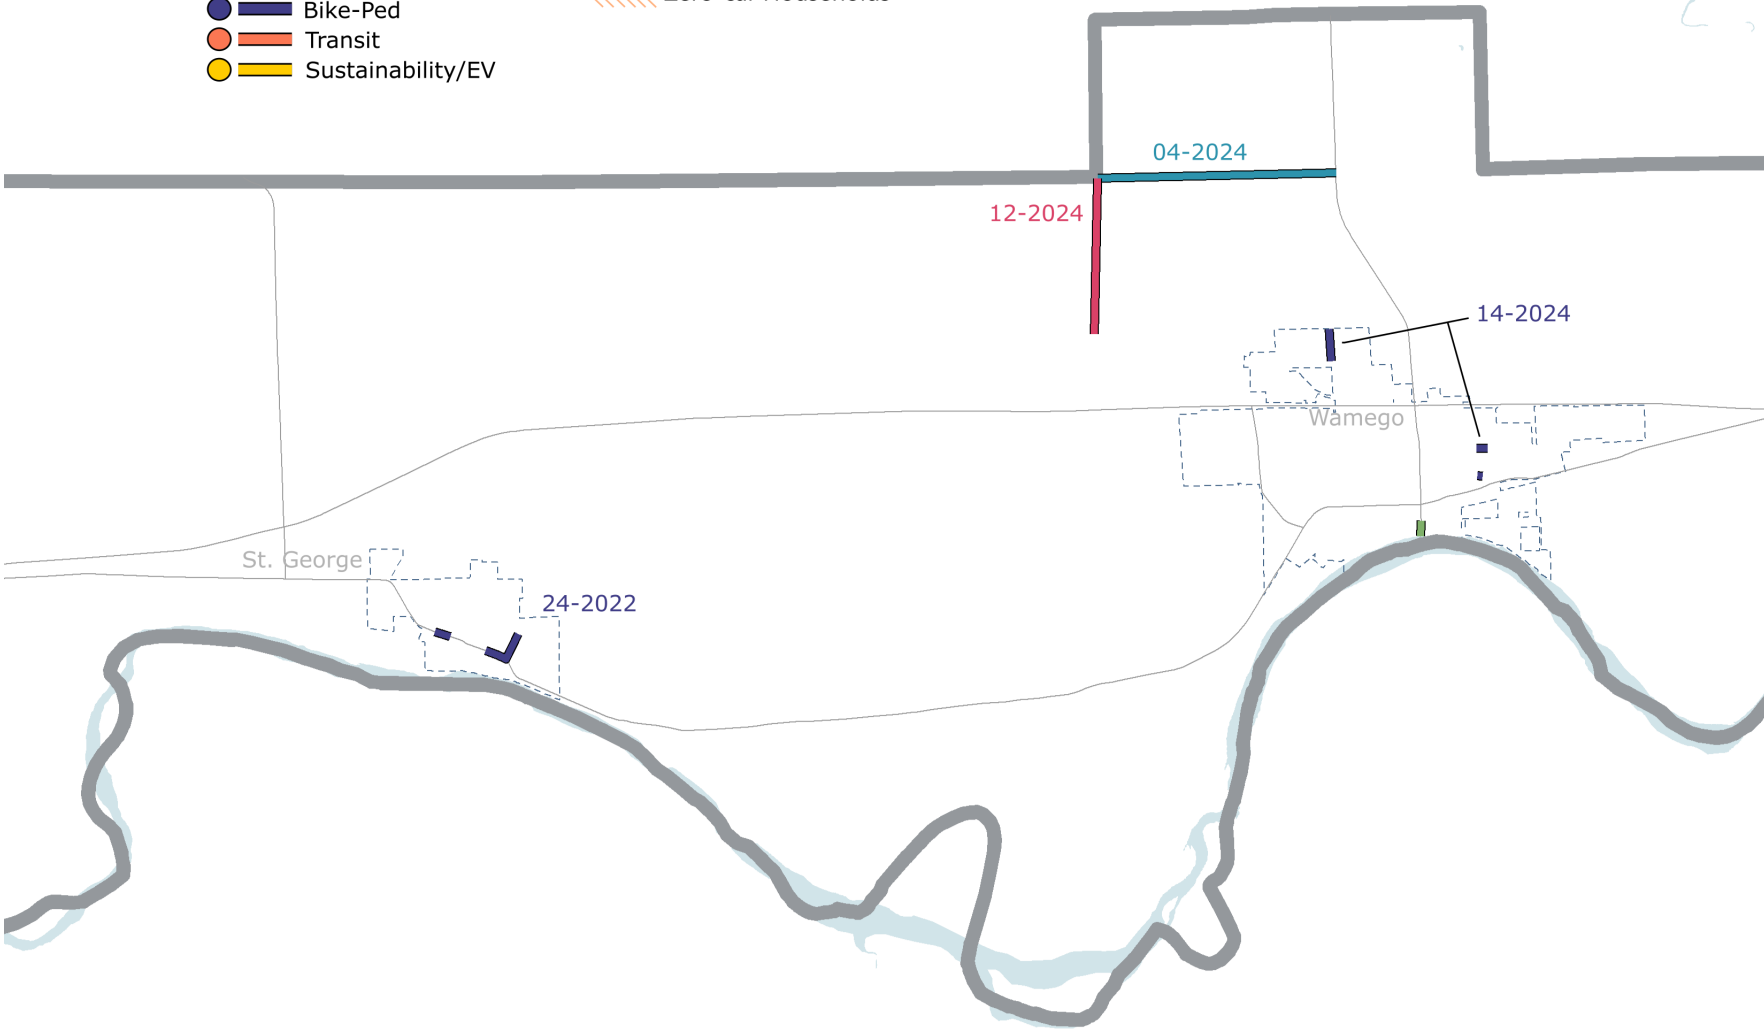 Bike-Ped
Transit
Sustainability/EV
04-2024
12-2024
14-2024
Wamego
St. George
24-2022